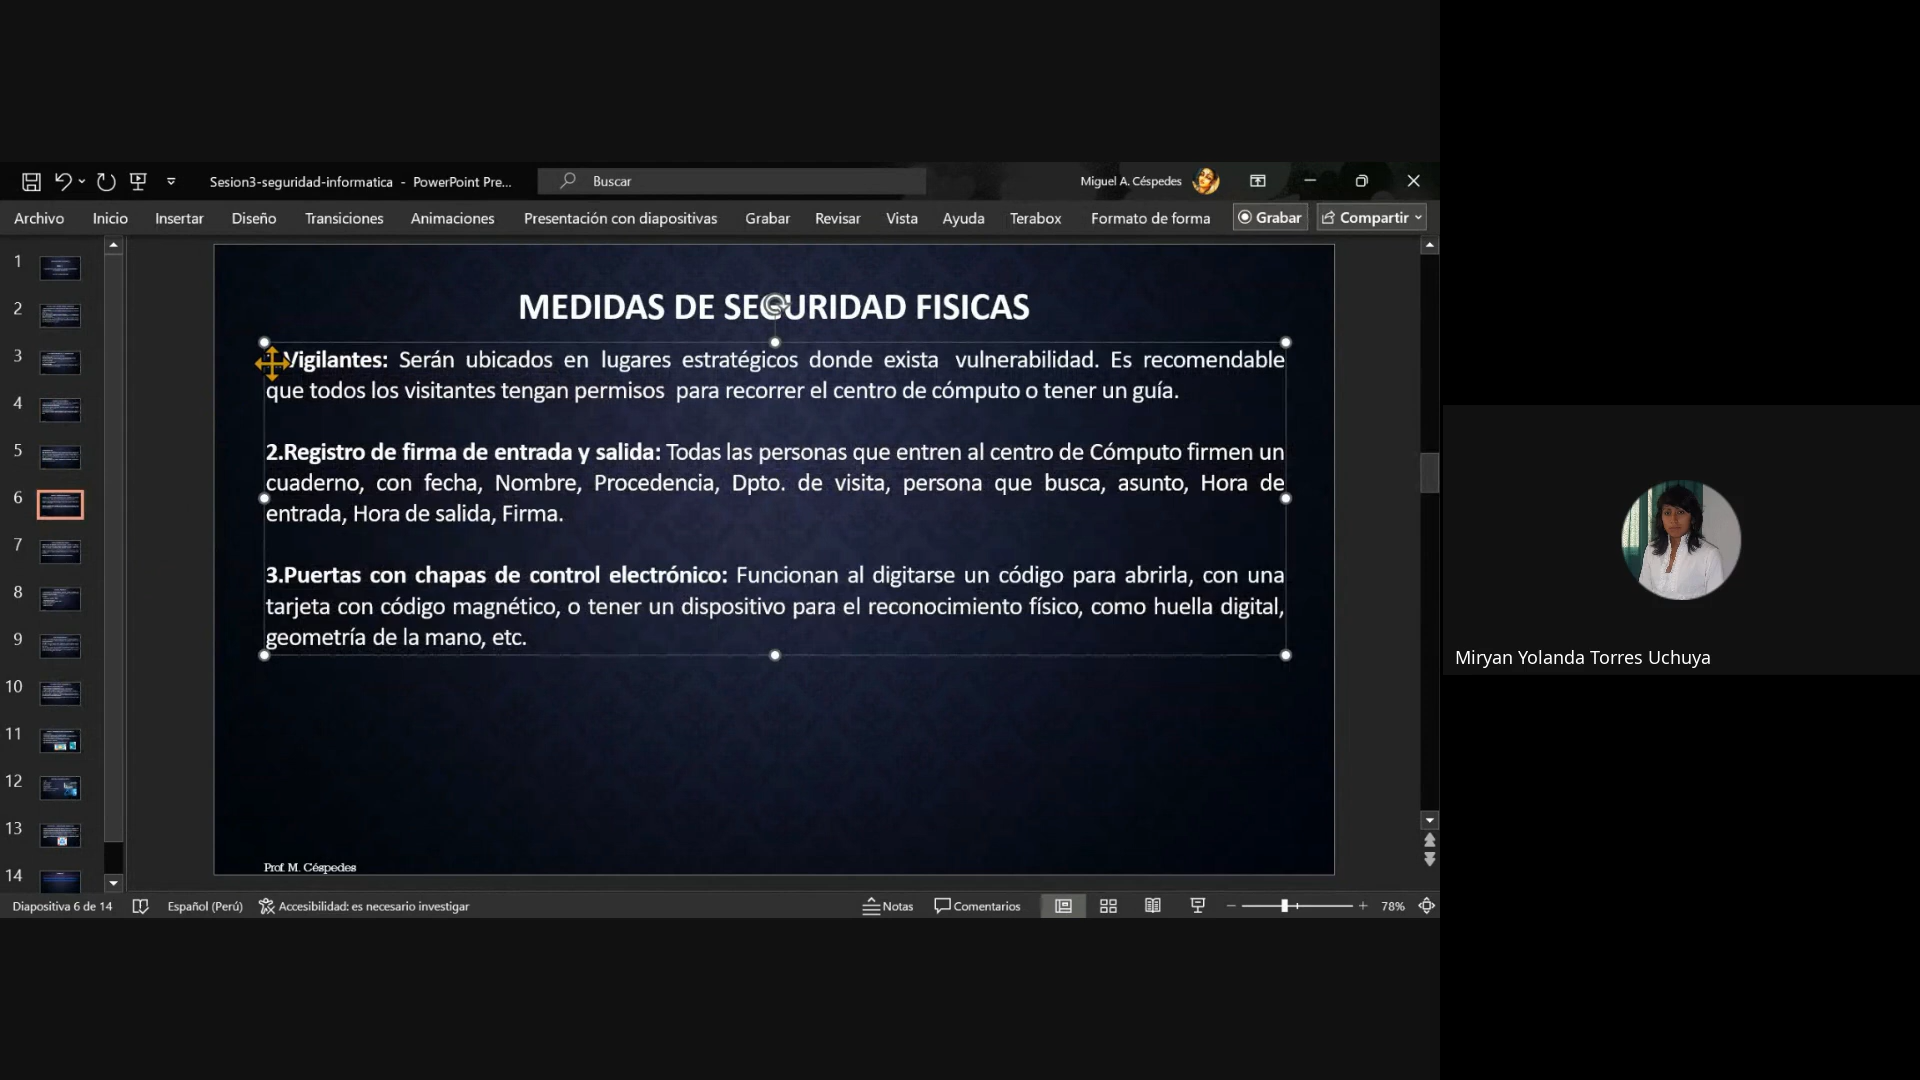 Sesion3-seguridad-informatica - PowerPoint Pre...
Buscar
Miguel A. Céspedes
Archivo Inicio Insertar Diseño Transiciones Animaciones Presentación con diapositivas Grabar Revisar Vista Ayuda Terabox Formato de forma Grabar Compartir
1
2
3
4
5
6
7
8
9
10
11
12
13
14
MEDIDAS DE SEGURIDAD FISICAS
Vigilantes: Serán ubicados en lugares estratégicos donde exista vulnerabilidad. Es recomendable
que todos los visitantes tengan permisos para recorrer el centro de cómputo o tener un guía.
2.Registro de firma de entrada y salida: Todas las personas que entren al centro de Cómputo firmen un
cuaderno, con fecha, Nombre, Procedencia, Dpto. de visita, persona que busca, asunto, Hora de
entrada, Hora de salida, Firma.
3.Puertas con chapas de control electrónico: Funcionan al digitarse un código para abrirla, con una
tarjeta con código magnético, o tener un dispositivo para el reconocimiento físico, como huella digital,
geometría de la mano, etc.
Prof. M. Céspedes
Diapositiva 6 de 14 Español (Perú) Accesibilidad: es necesario investigar Notas Comentarios 78%
Miryan Yolanda Torres Uchuya